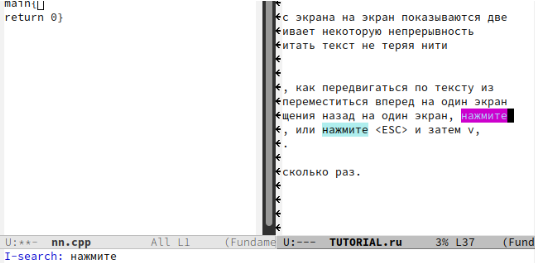 main{[]
return 0}
с экрана на экран показываются две
ивает некоторую непрерывность
итать текст не теряя нити
, как передвигаться по тексту из
переместиться вперед на один экран
щения назад на один экран, нажмите
, или нажмите <ESC> и затем v,
.
сколько раз.
U:**- nn.cpp All L1 (Fundame
U:--- TUTORIAL.ru 3% L37 (Fund
I-search: нажмите